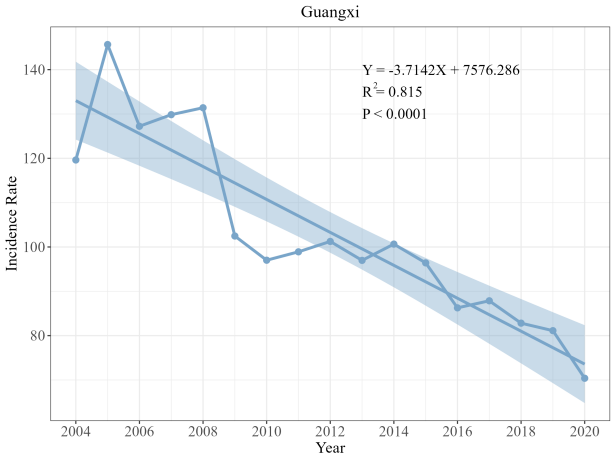 Guangxi
Y = -3.7142X + 7576.286
R²= 0.815
P < 0.0001
140
120
100
80
Incidence Rate
2004 2006 2008 2010 2012 2014 2016 2018 2020
Year